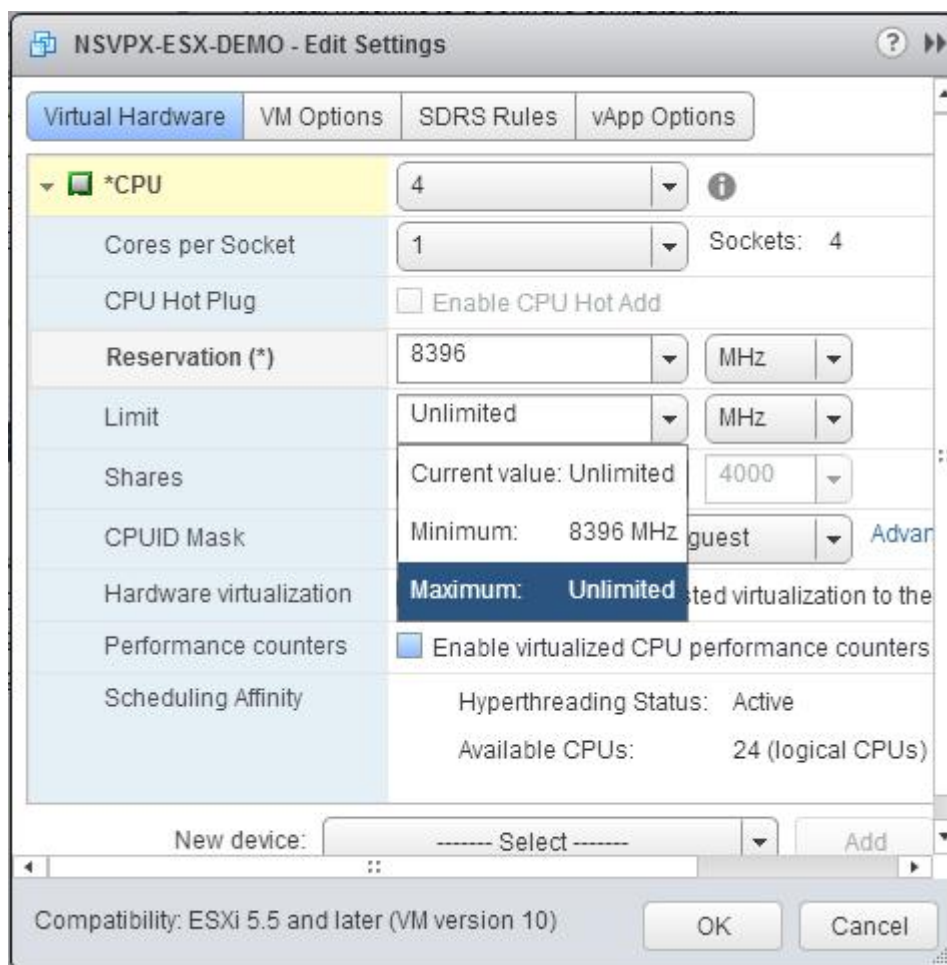 NSVPX-ESX-DEMO - Edit Settings ?
Virtual Hardware VM Options SDRS Rules vApp Options
*CPU 4
Cores per Socket 1 Sockets: 4
CPU Hot Plug Enable CPU Hot Add
Reservation (*) 8396 MHz
Limit Unlimited MHz
Current value: Unlimited
Shares 4000
Minimum: 8396 MHz
CPUID Mask guest Advan
Maximum: Unlimited
Hardware virtualization sted virtualization to the
Performance counters Enable virtualized CPU performance counters
Scheduling Affinity Hyperthreading Status: Active
Available CPUs: 24 (logical CPUs)
New device: ------- Select ------- Add
Compatibility: ESXi 5.5 and later (VM version 10) OK Cancel